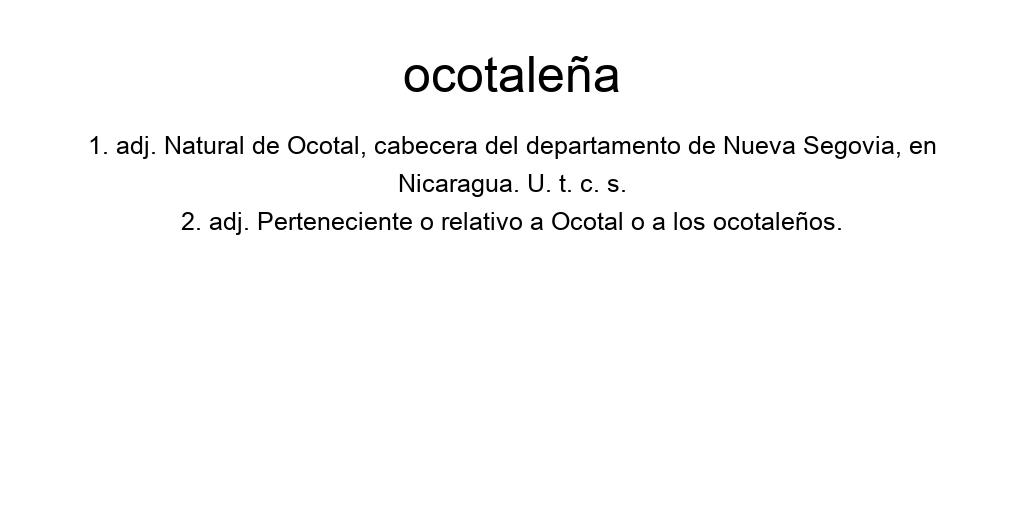 ocotaleña
1. adj. Natural de Ocotal, cabecera del departamento de Nueva Segovia, en
Nicaragua. U. t. c. s.
2. adj. Perteneciente o relativo a Ocotal o a los ocotaleños.